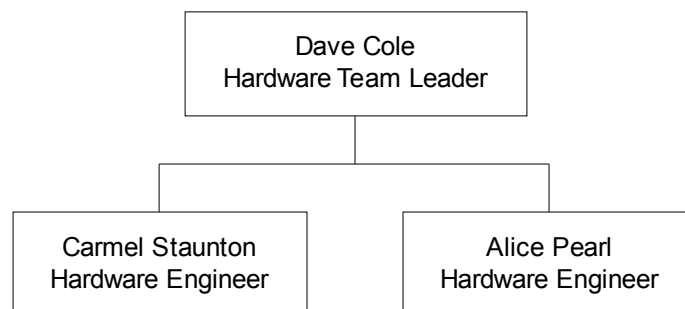 Dave Cole
Hardware Team Leader
Carmel Staunton
Hardware Engineer
Alice Pearl
Hardware Engineer